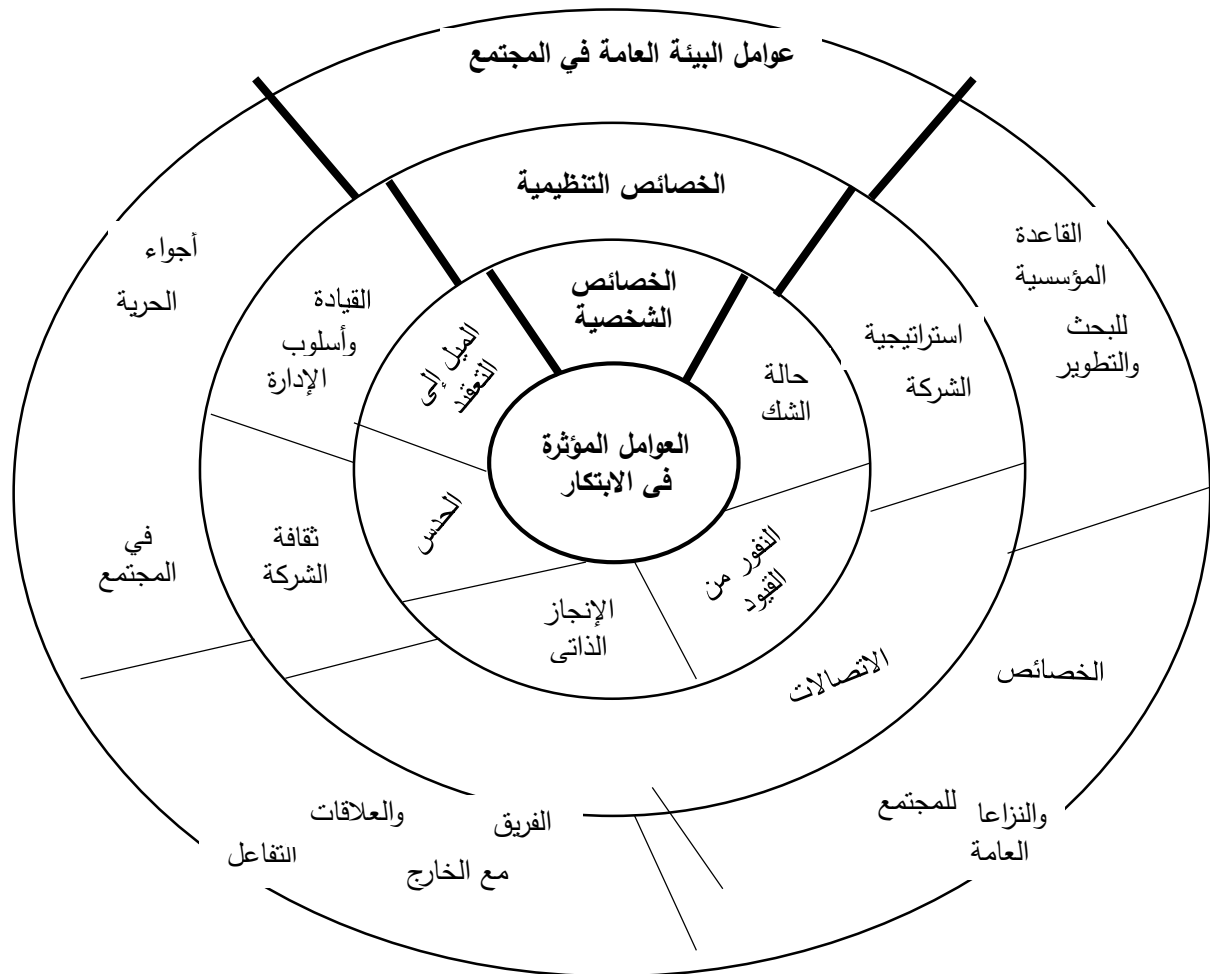 عوامل البيئة العامة في المجتمع
الخصائص التنظيمية
الخصائص
الشخصية
العوامل المؤثرة
فى الابتكار
حالة
الشك
النفور من
القيود
الإنجاز
الذاتى
الحدس
الميل إلى
التعقيد
استراتيجية
الشركة
الاتصالات
ثقافة
الشركة
القيادة
وأسلوب
الإدارة
القاعدة
المؤسسية
للبحث
والتطوير
الخصائص
والنزاعا
للمجتمع
العامة
الفريق
والعلاقات
التفاعل
مع الخارج
أجواء
الحرية
في
المجتمع